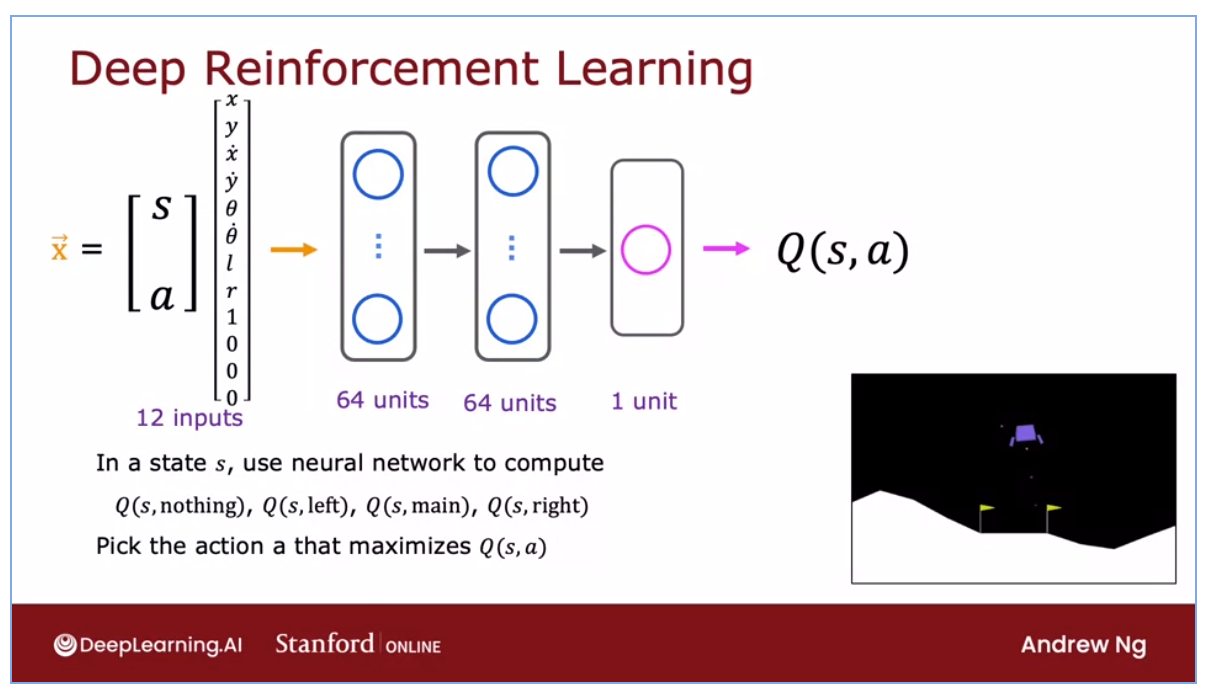 Deep Reinforcement Learning
x⃗ = [s a]
x
y
ẋ
ẏ
θ
θ̇
l
r
1
0
0
0
Q(s, a)
12 inputs
64 units
64 units
1 unit
In a state s, use neural network to compute
Q(s, nothing), Q(s, left), Q(s, main), Q(s, right)
Pick the action a that maximizes Q(s, a)
DeepLearning.AI
Stanford ONLINE
Andrew Ng